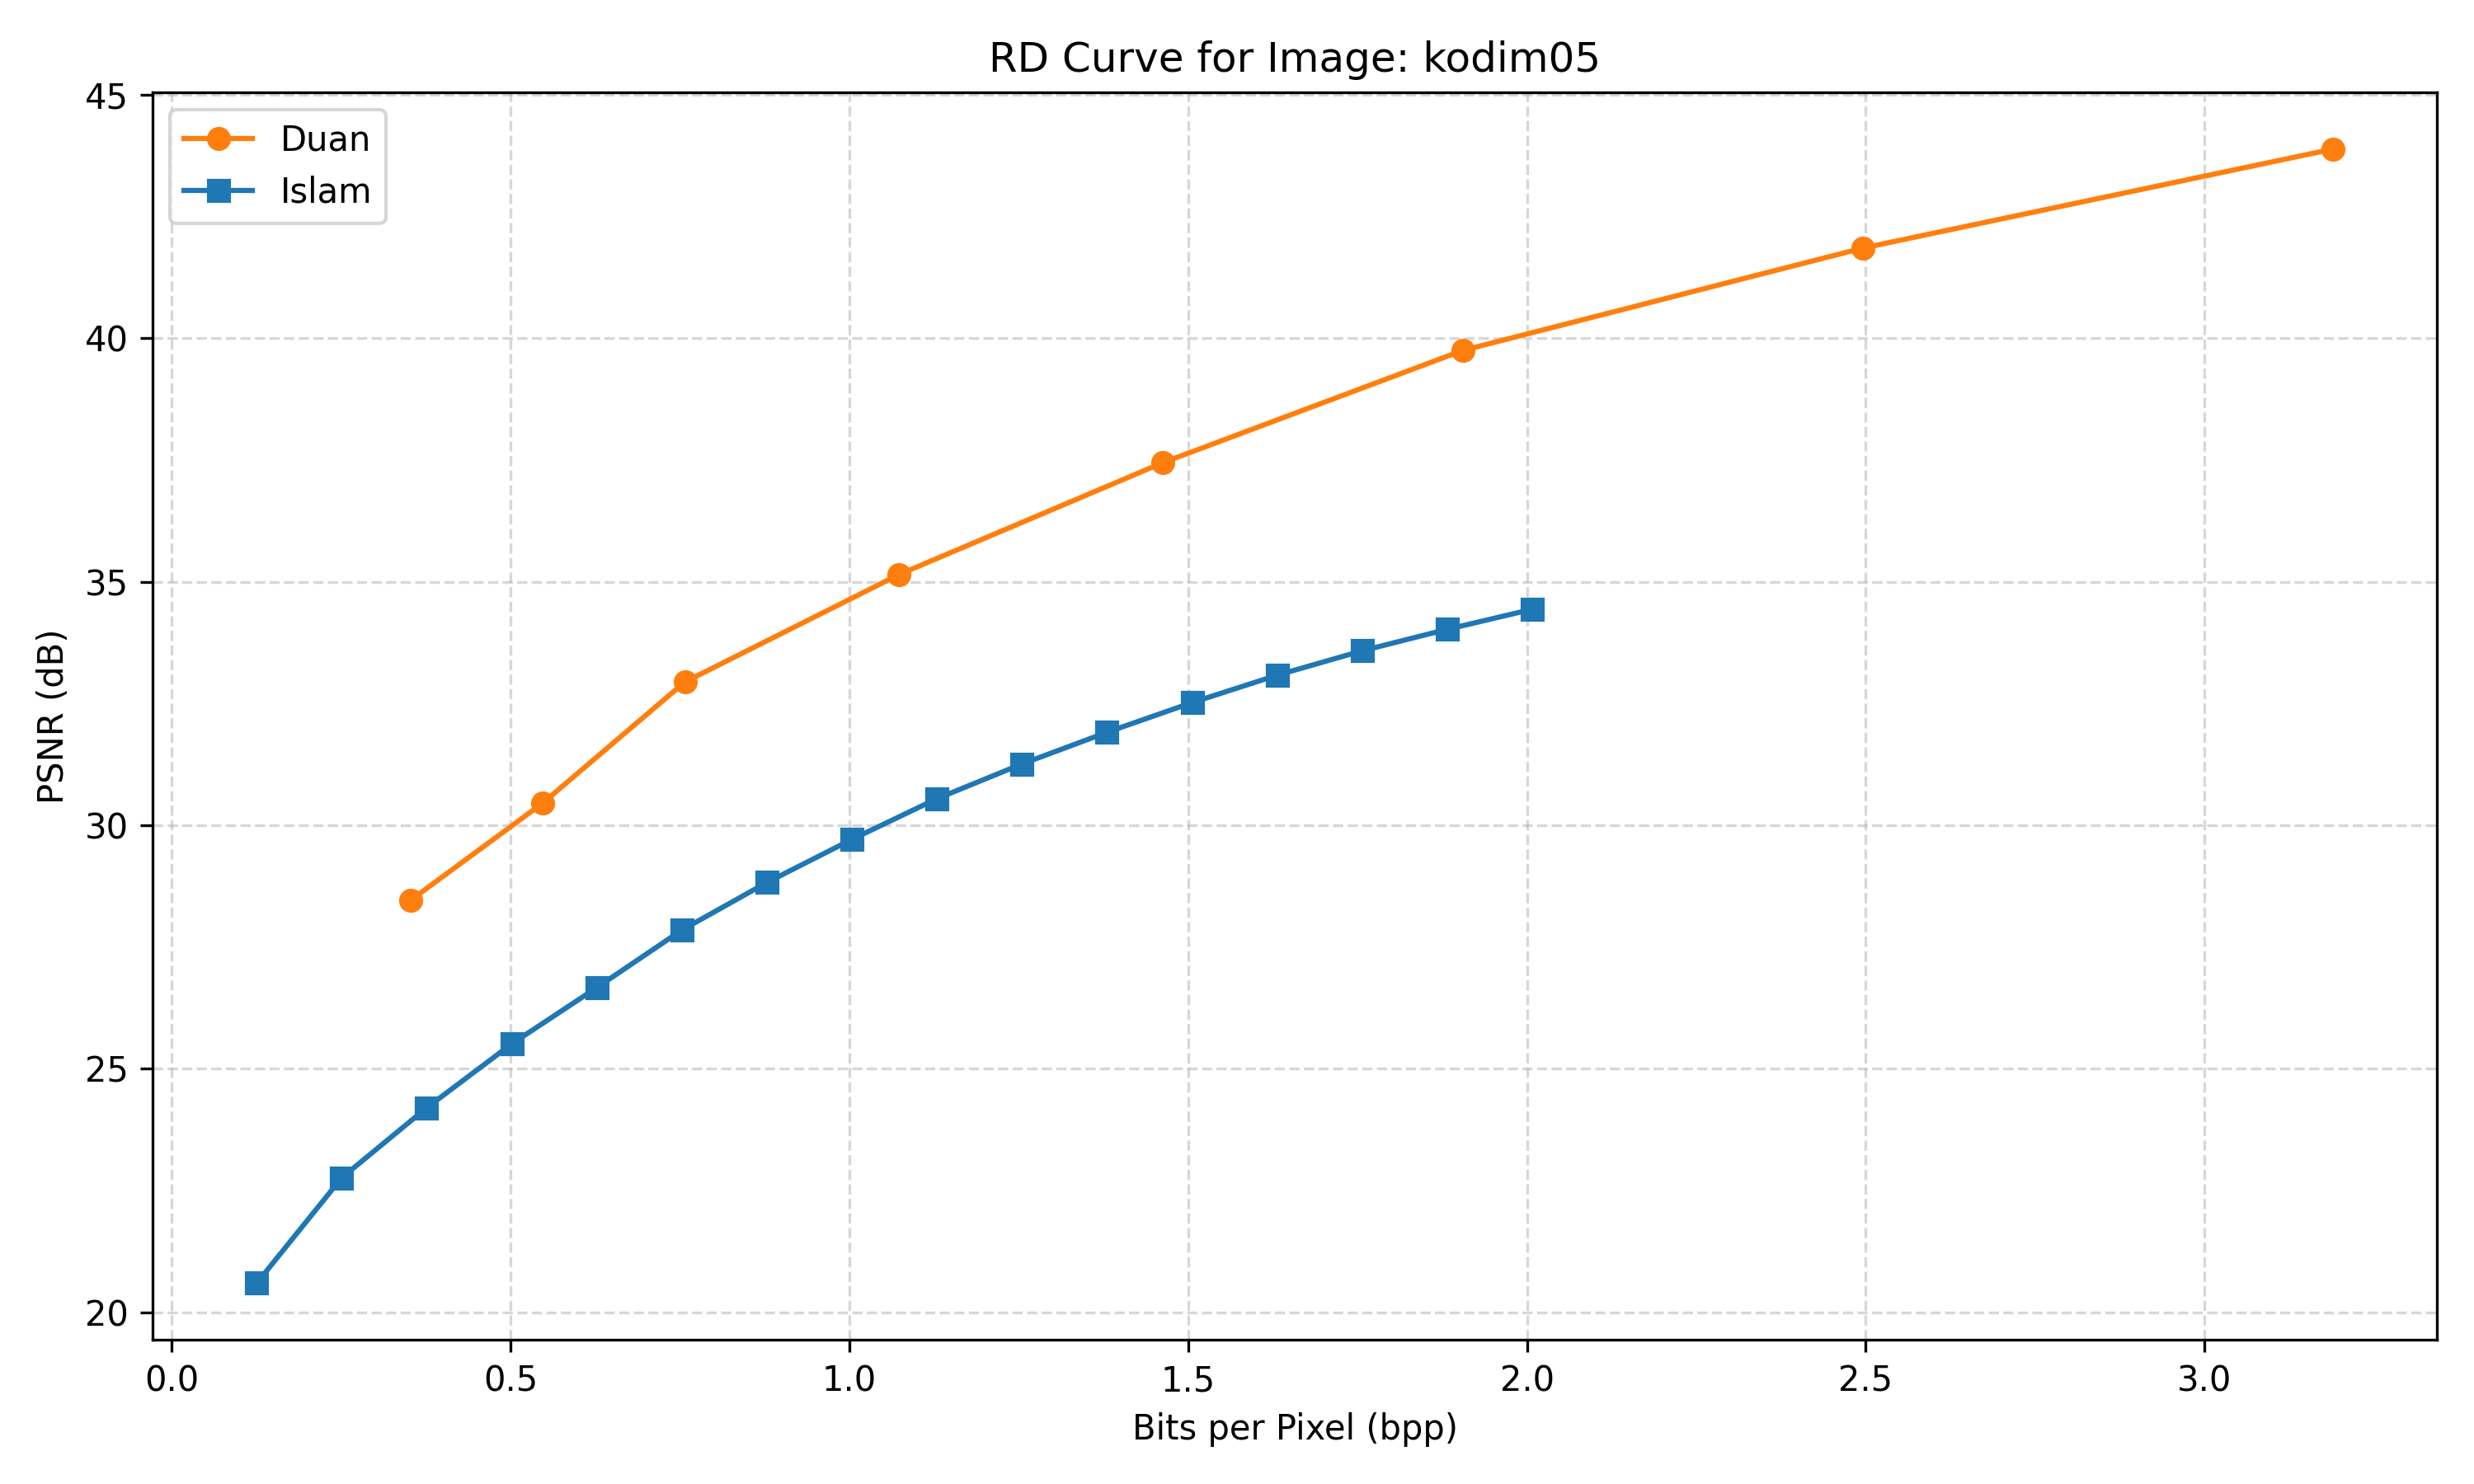 RD Curve for Image: kodim05
Duan
Islam
PSNR (dB)
45
40
35
30
25
20
0.0 0.5 1.0 1.5 2.0 2.5 3.0
Bits per Pixel (bpp)